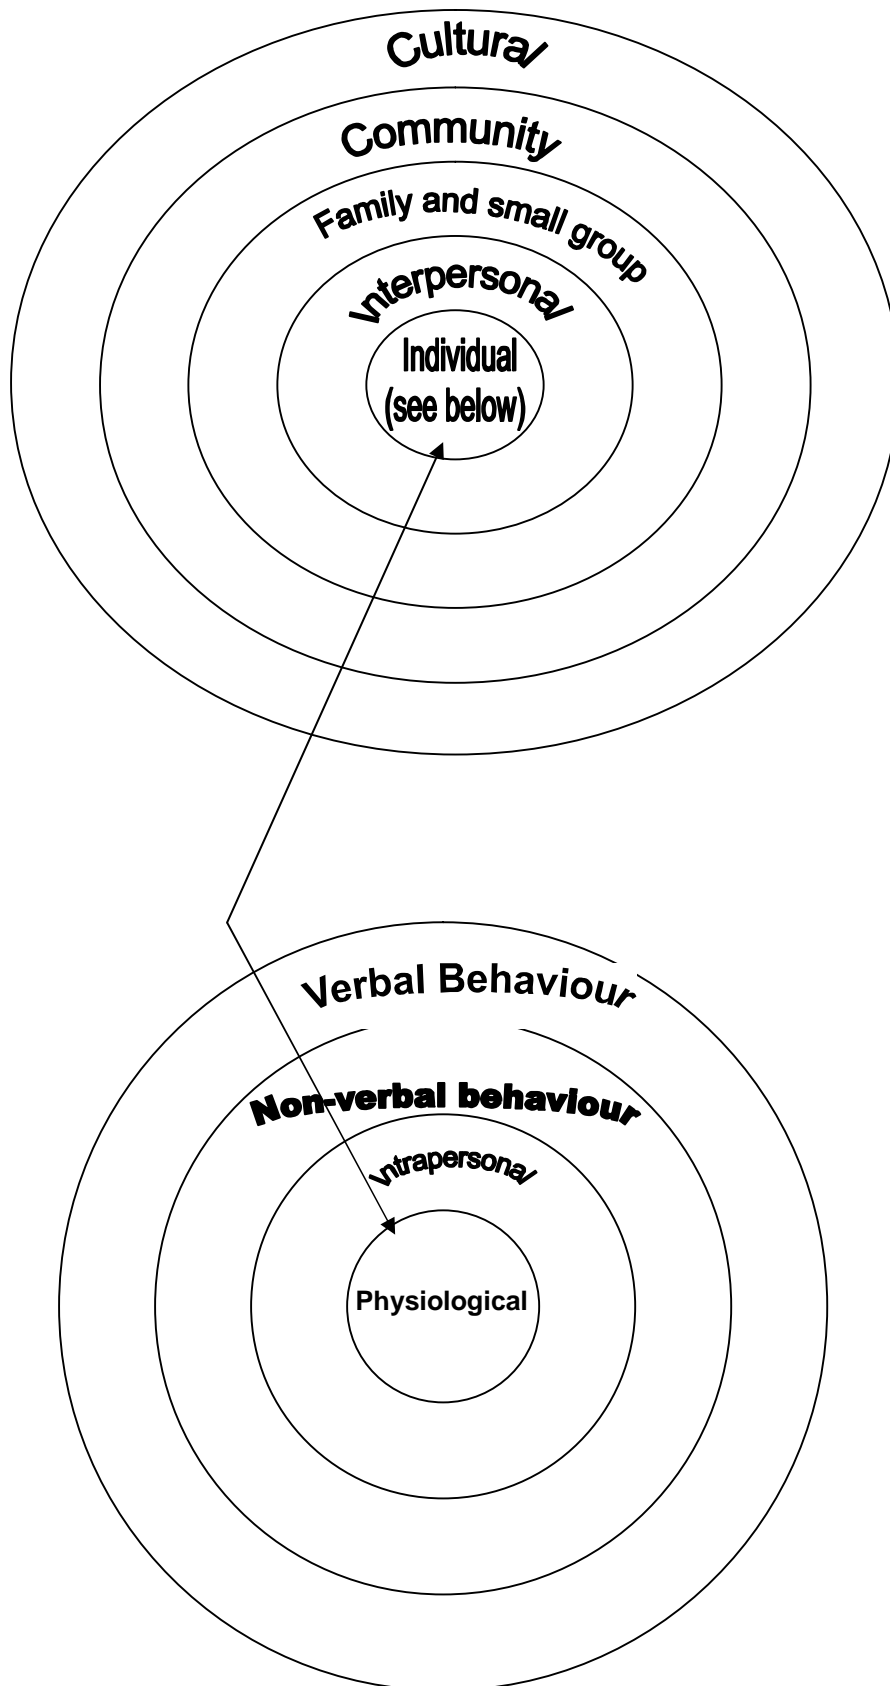 Cultural
Community
Family and small group
Interpersonal
Individual
(see below)
Verbal Behaviour
Non-verbal behaviour
Intrapersonal
Physiological